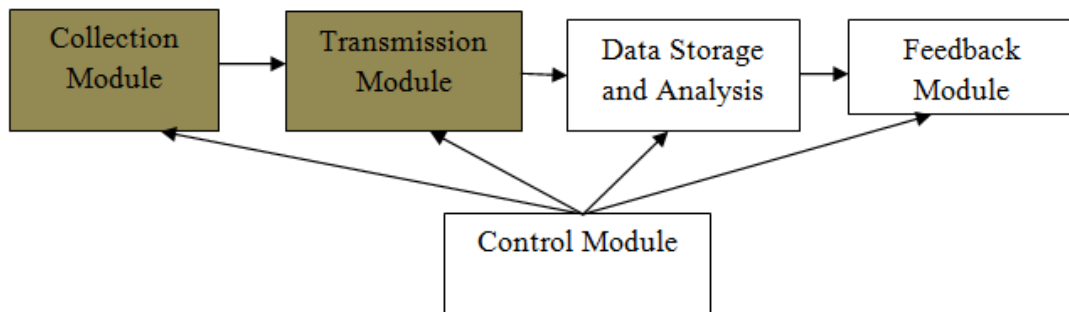 Collection
Module
Transmission
Module
Data Storage
and Analysis
Feedback
Module
Control Module